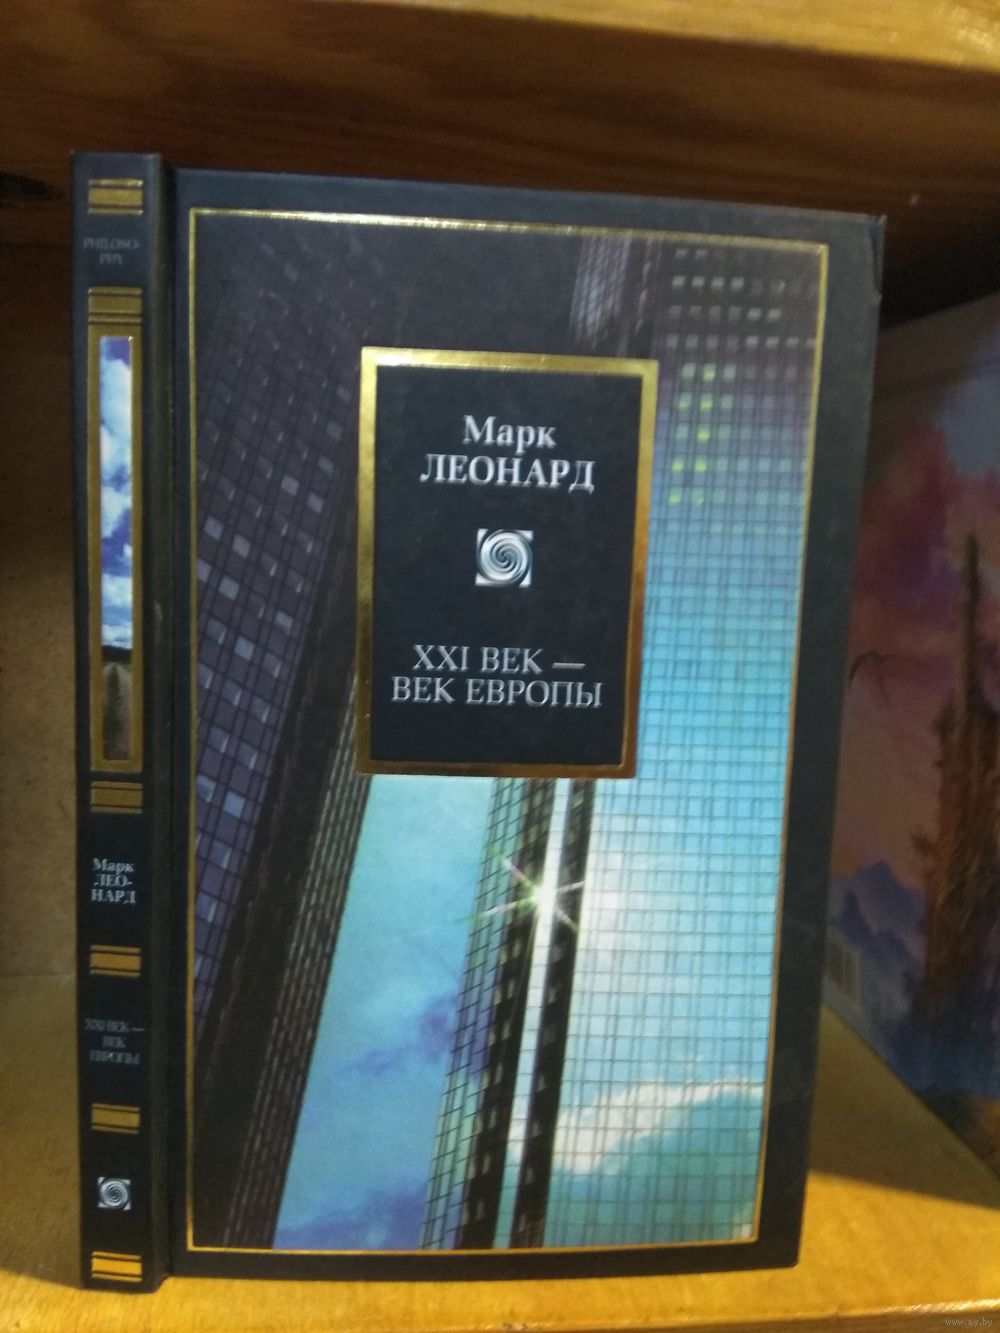 Марк
ЛЕОНАРД
XXI ВЕК —
ВЕК ЕВРОПЫ
PHILOSO-
PHY
Марк
ЛЕО-
НАРД
XXI ВЕК —
ВЕК
ЕВРОПЫ
www.ay.by